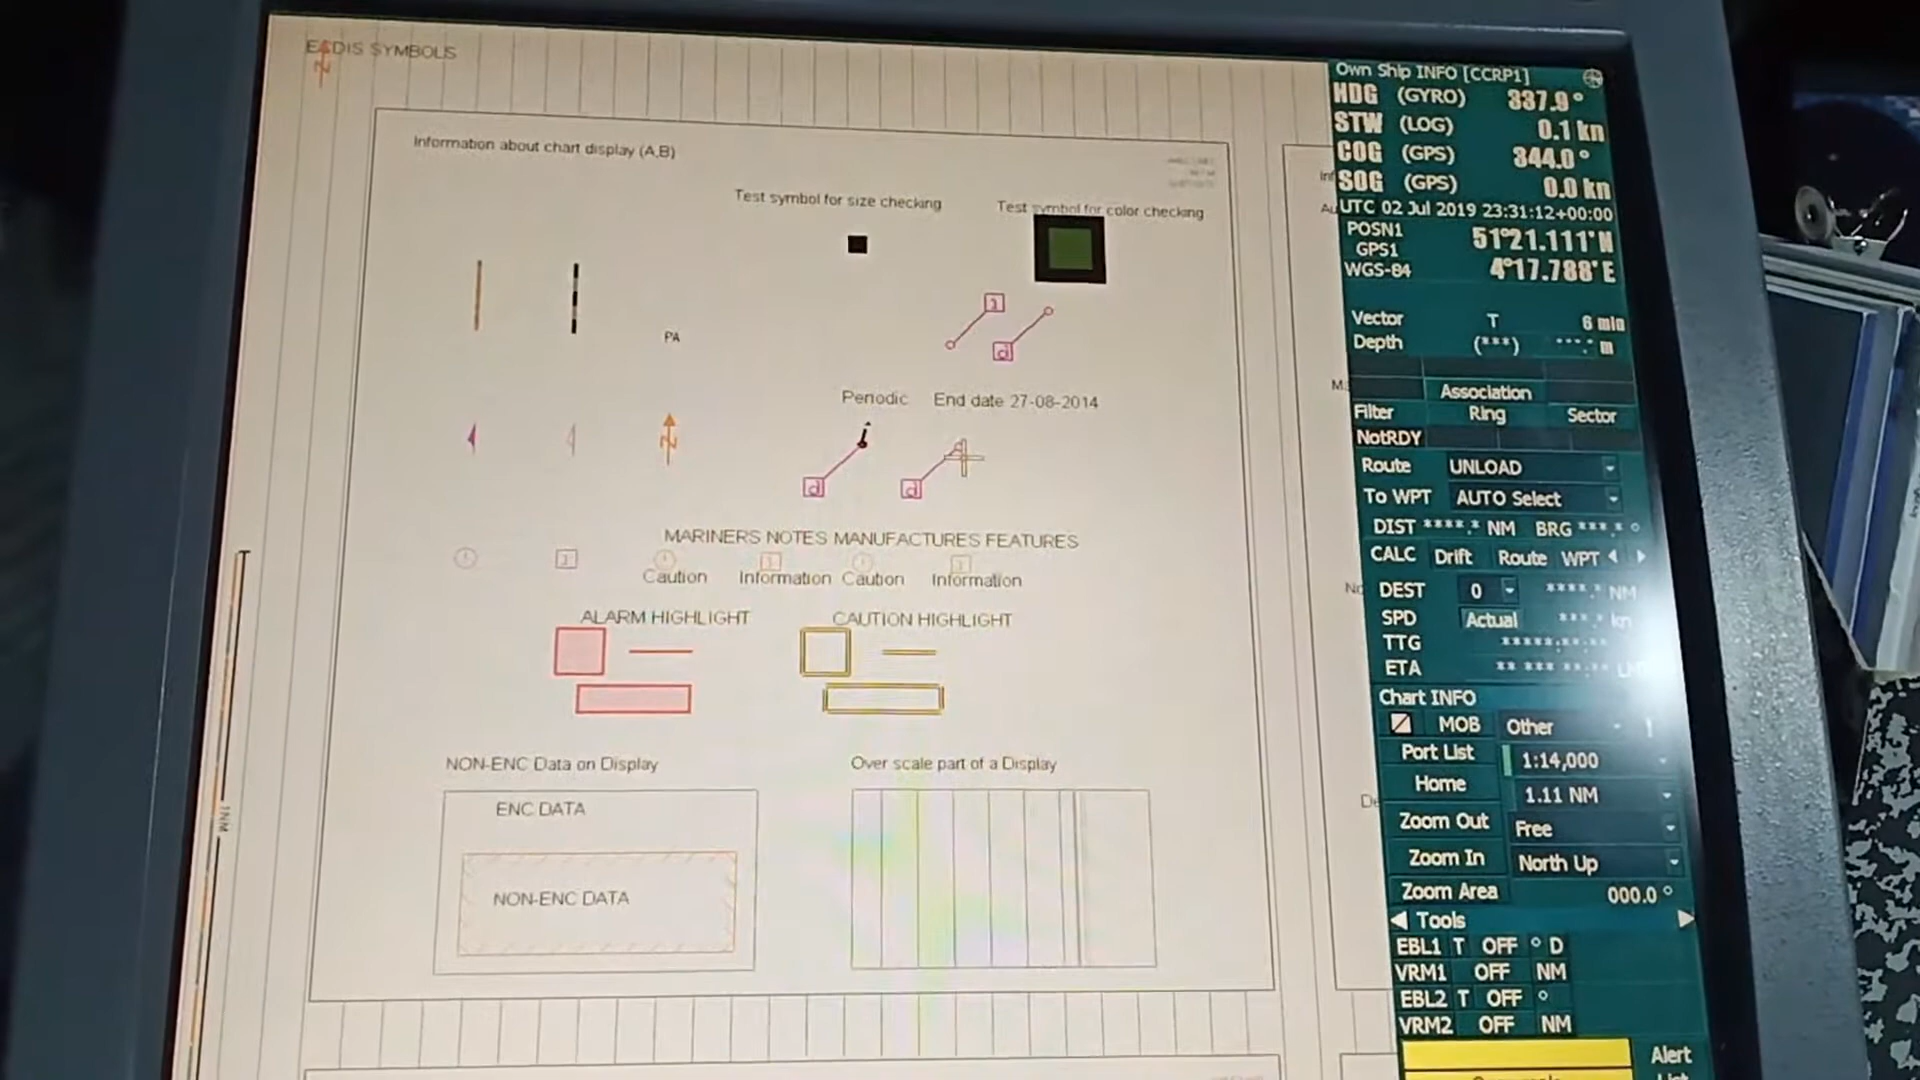 ECDIS SYMBOLS
N
Information about chart display (A,B)
Test symbol for size checking
Test symbol for color checking
PA
d
Periodic
End date 27-08-2014
N
d
d
MARINERS NOTES MANUFACTURES FEATURES
Caution
Information
Caution
Information
ALARM HIGHLIGHT
CAUTION HIGHLIGHT
NON-ENC Data on Display
Over scale part of a Display
ENC DATA
NON-ENC DATA
1NM
Own Ship INFO [CCRP1]
HDG (GYRO) 337.9°
STW (LOG) 0.1 kn
COG (GPS) 344.0°
SOG (GPS) 0.0 kn
UTC 02 Jul 2019 23:31:12+00:00
POSN1 51°21.111'N
GPS1
WGS-84 4°17.788'E
Vector T 6 min
Depth (***) ***.* m
Association
Filter Ring Sector
NotRDY
Route UNLOAD
To WPT AUTO Select
DIST ****.* NM BRG ***.* °
CALC Drift Route WPT
DEST 0 ****.* NM
SPD Actual ***.* kn
TTG *****:**:**
ETA ** *** **:**
Chart INFO
MOB Other
Port List 1:14,000
Home 1.11 NM
Zoom Out Free
Zoom In North Up
Zoom Area 000.0 °
Tools
EBL1 T OFF ° D
VRM1 OFF NM
EBL2 T OFF °
VRM2 OFF NM
Alert